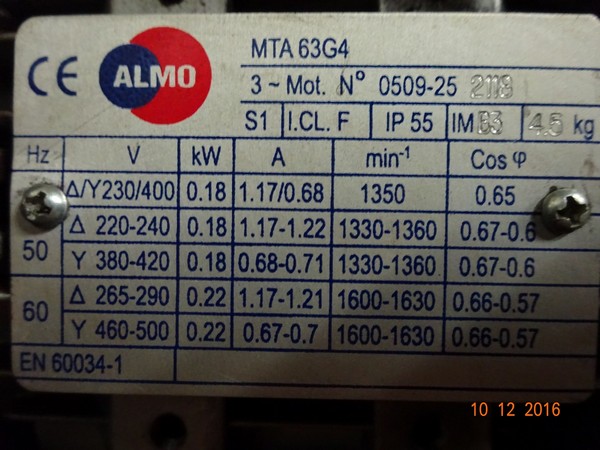 CE ALMO
MTA 63G4
3 ~ Mot. Nº 0509-25 2118
S1 I.CL. F IP 55 IM B3 4.5 kg
Hz V kW A min-1 Cos φ
Δ/Y230/400 0.18 1.17/0.68 1350 0.65
50
Δ 220-240 0.18 1.17-1.22 1330-1360 0.67-0.6
Y 380-420 0.18 0.68-0.71 1330-1360 0.67-0.6
60
Δ 265-290 0.22 1.17-1.21 1600-1630 0.66-0.57
Y 460-500 0.22 0.67-0.7 1600-1630 0.66-0.57
EN 60034-1
10 12 2016